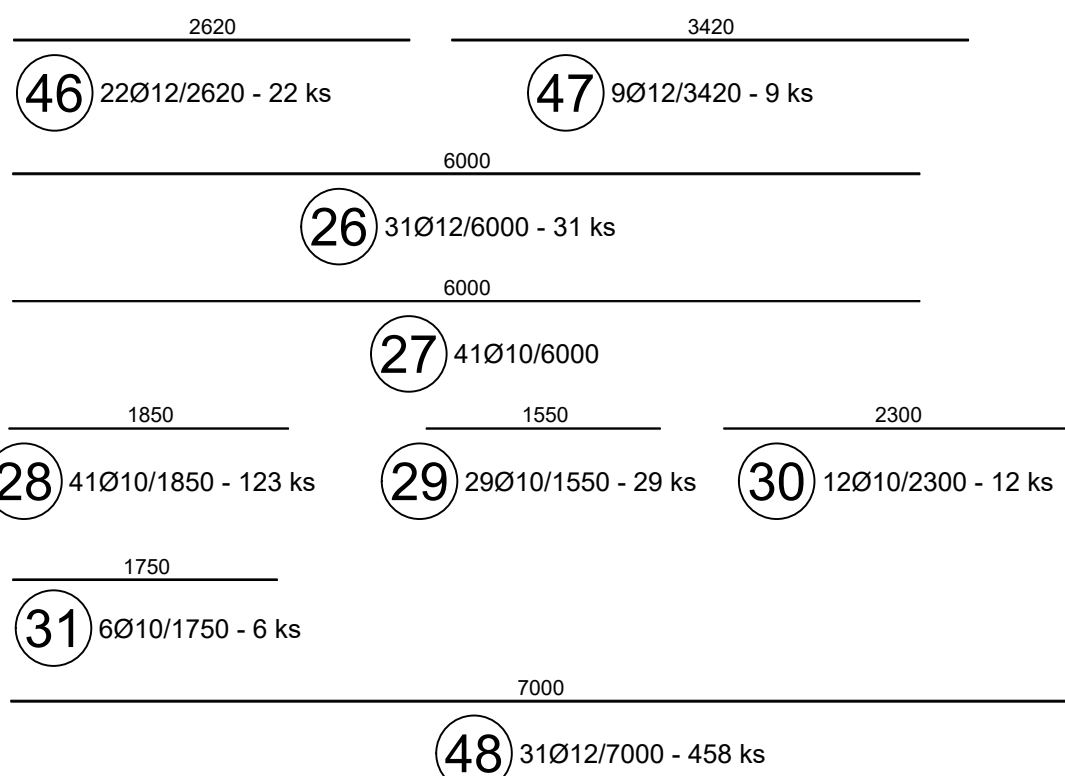 2620 3420
46 22Ø12/2620 - 22 ks 47 9Ø12/3420 - 9 ks
6000
26 31Ø12/6000 - 31 ks
6000
27 41Ø10/6000
1850 1550 2300
28 41Ø10/1850 - 123 ks 29 29Ø10/1550 - 29 ks 30 12Ø10/2300 - 12 ks
1750
31 6Ø10/1750 - 6 ks
7000
48 31Ø12/7000 - 458 ks